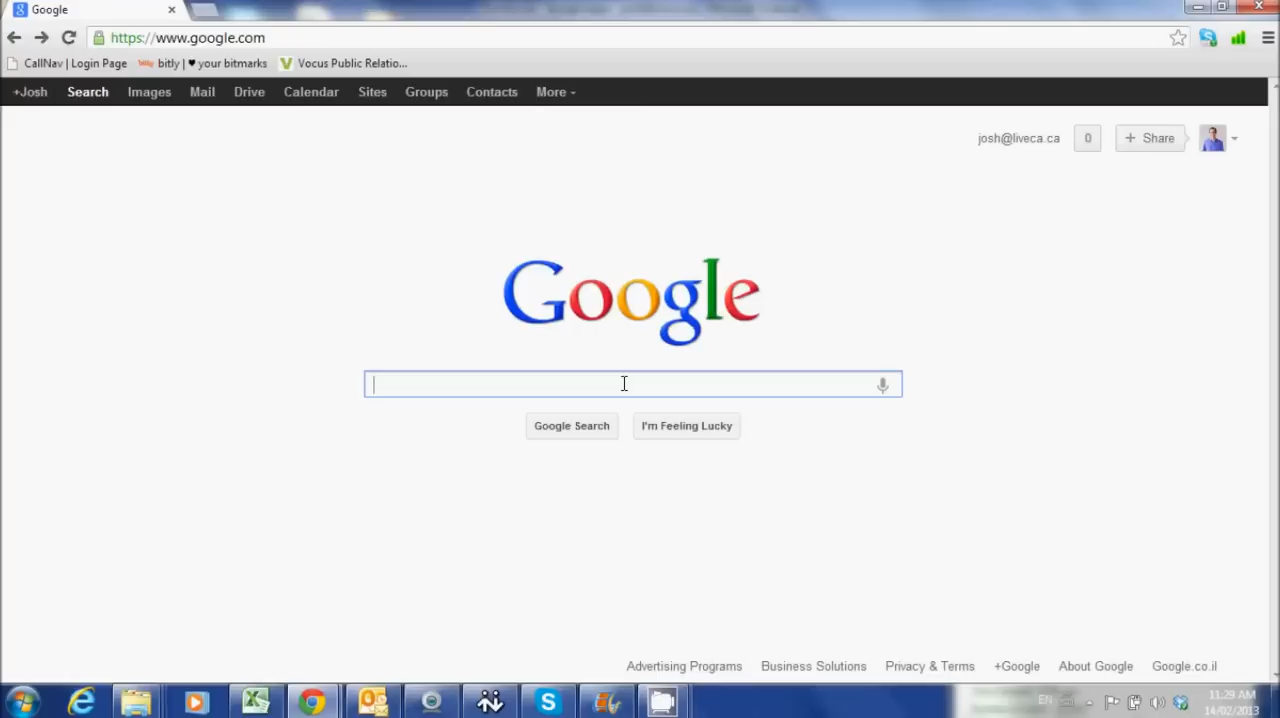 Google
https://www.google.com
CallNav | Login Page bitly | ♥ your bitmarks Vocus Public Relatio...
+Josh Search Images Mail Drive Calendar Sites Groups Contacts More
josh@liveca.ca 0 + Share
Google
Google Search I'm Feeling Lucky
Advertising Programs Business Solutions Privacy & Terms +Google About Google Google.co.il
EN 11:29 AM
14/02/2013